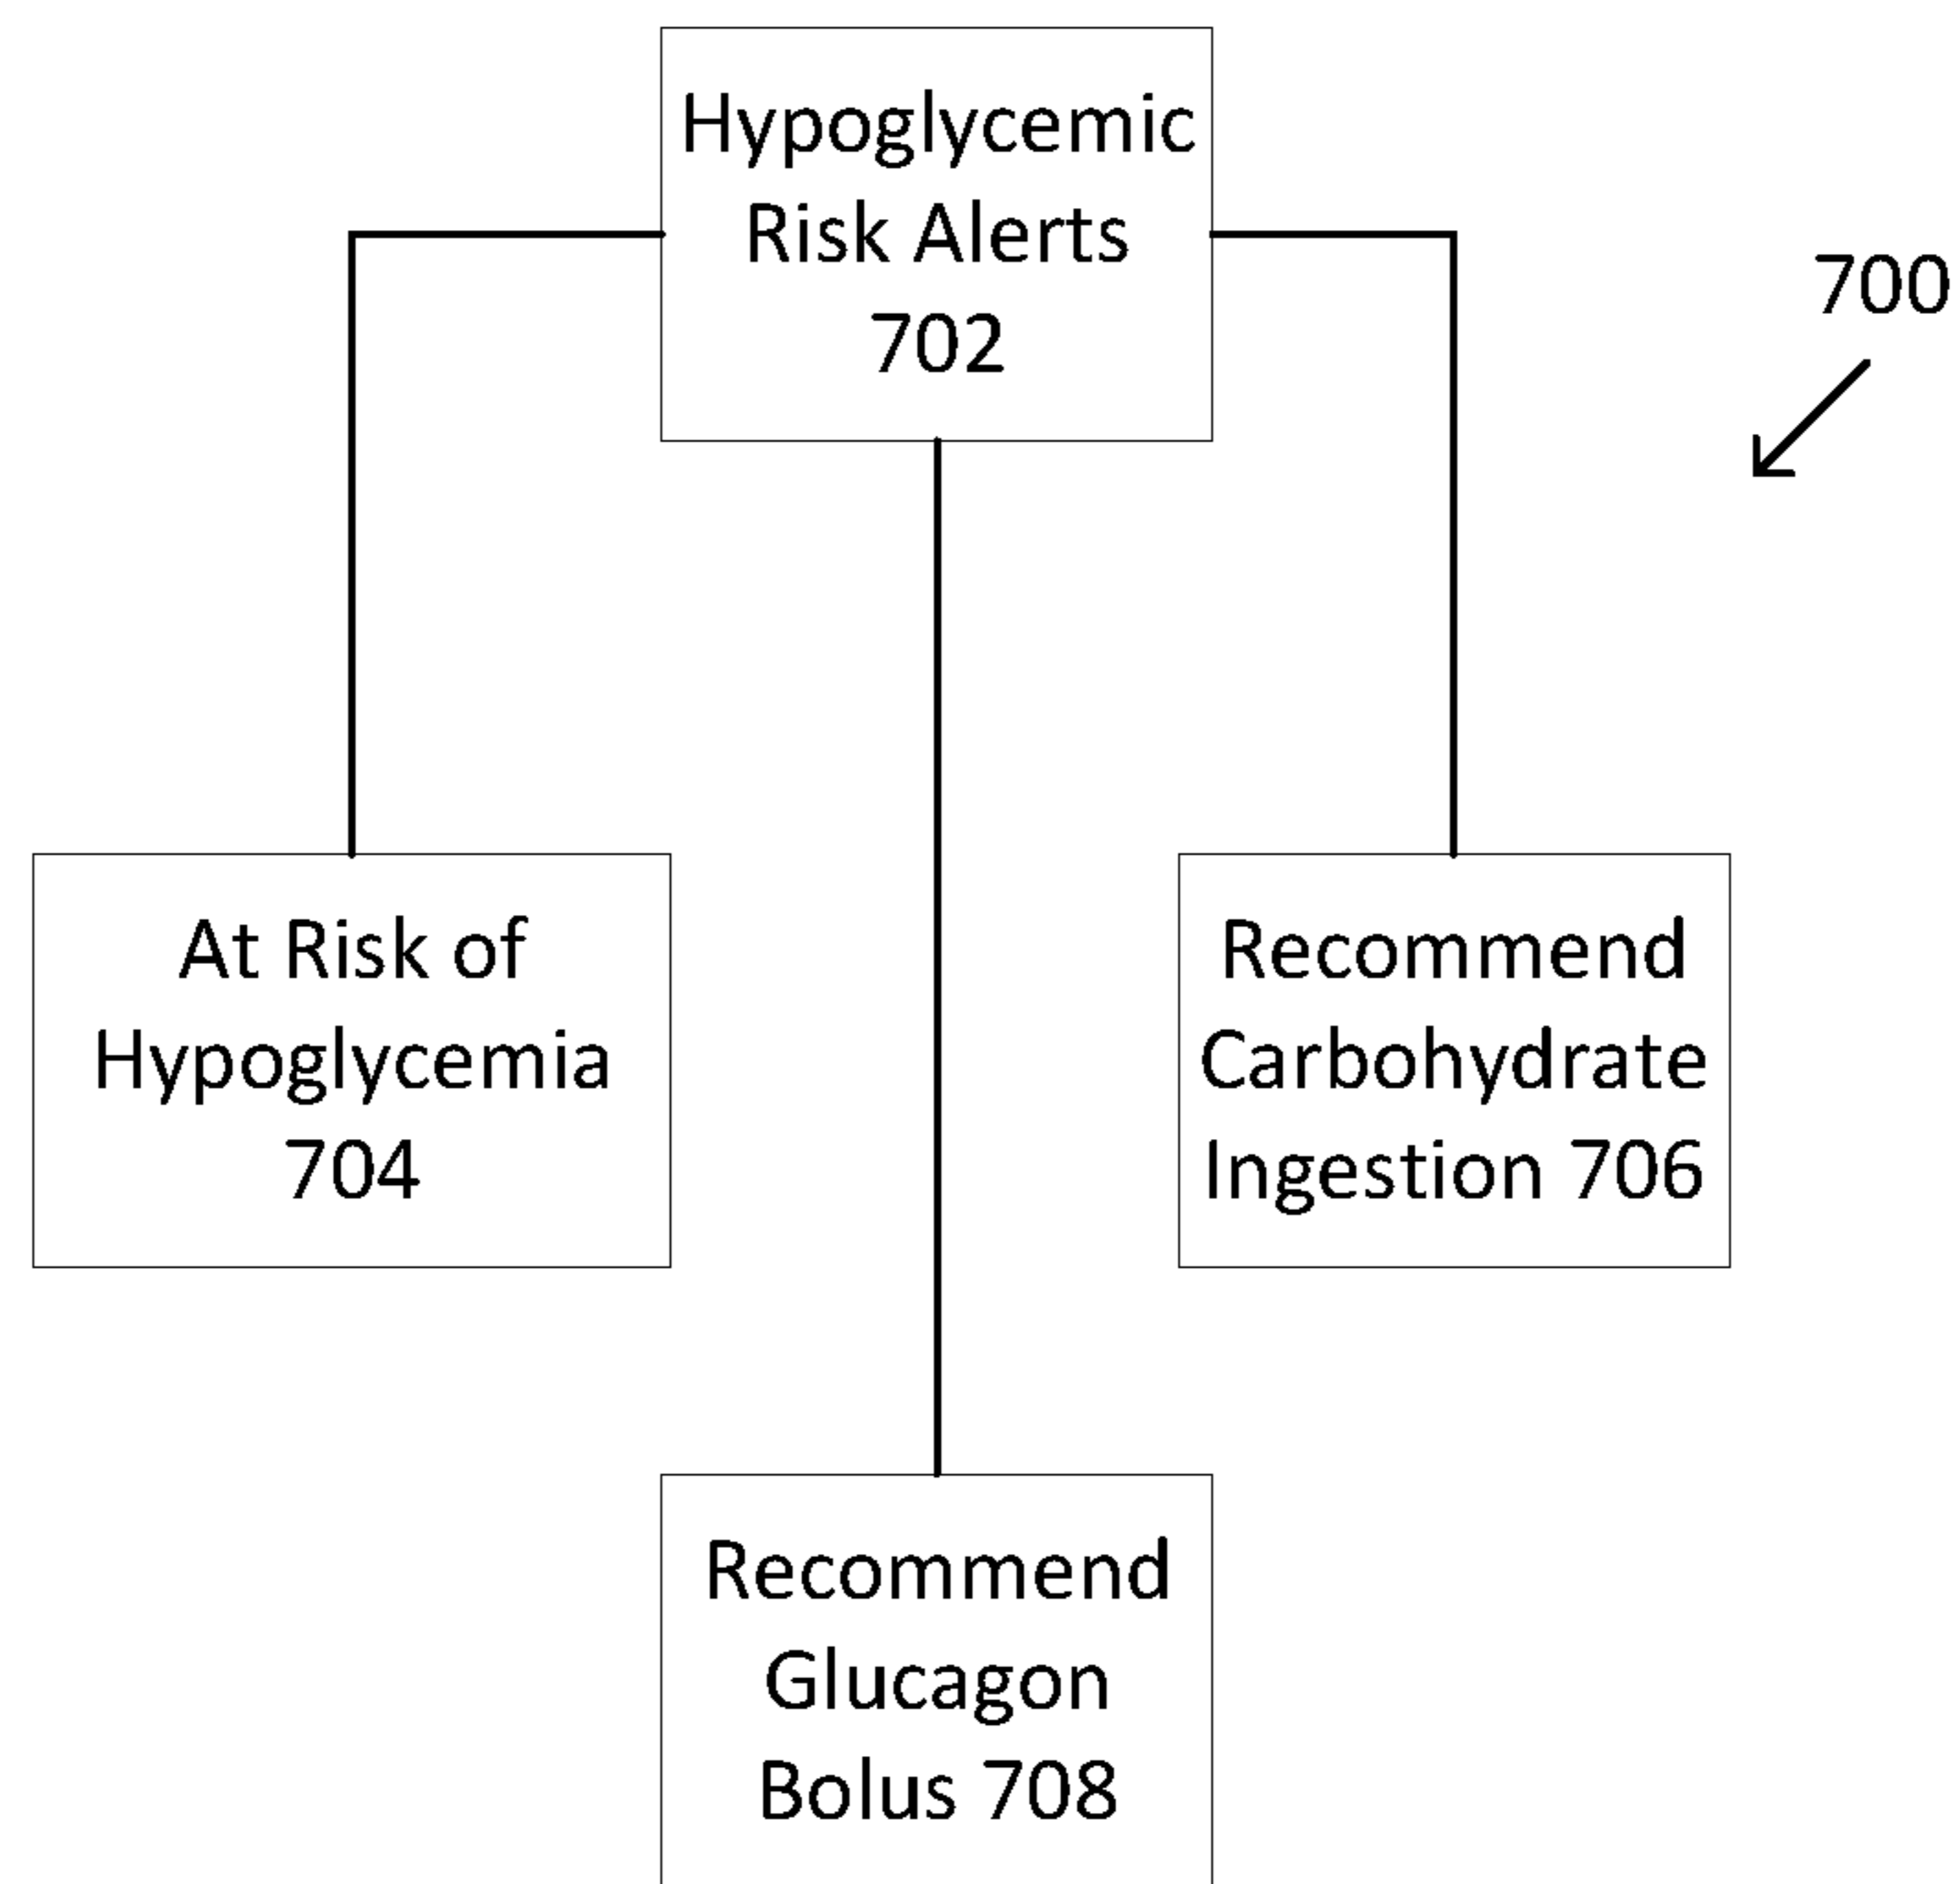 Hypoglycemic
Risk Alerts
702
700
At Risk of
Hypoglycemia
704
Recommend
Carbohydrate
Ingestion 706
Recommend
Glucagon
Bolus 708